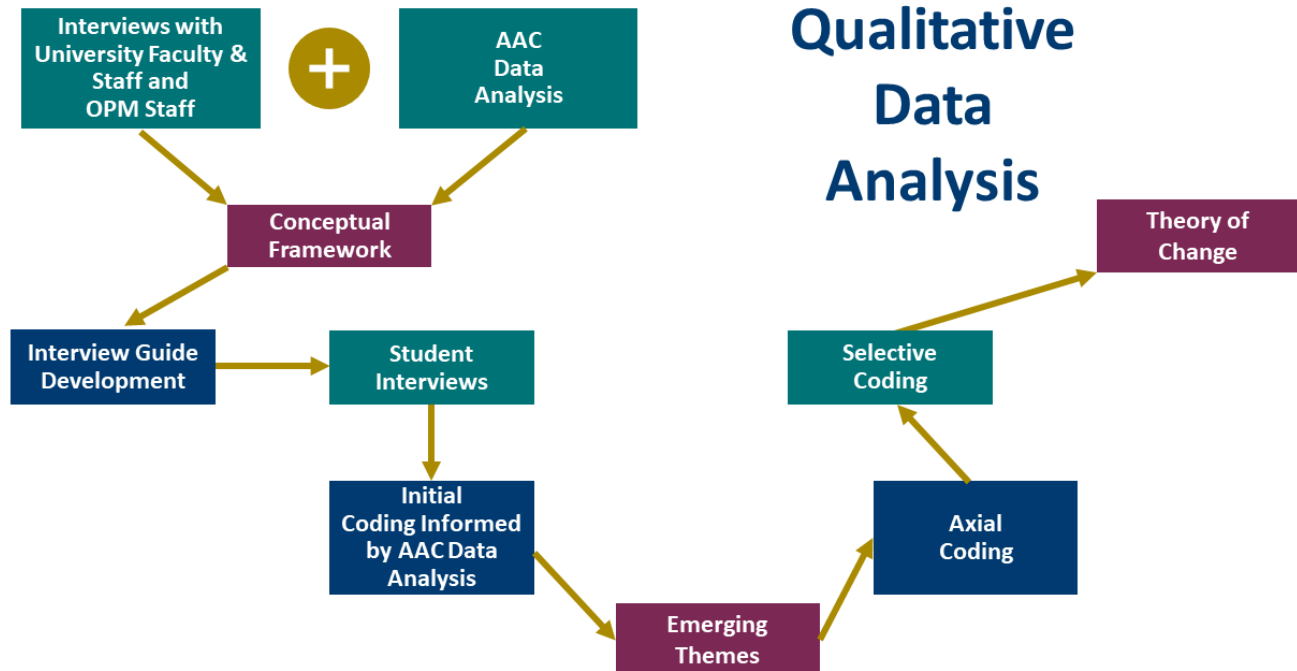 Interviews with
University Faculty &
Staff and
OPM Staff
+
AAC
Data
Analysis
Qualitative
Data
Analysis
Conceptual
Framework
Theory of
Change
Interview Guide
Development
Student
Interviews
Selective
Coding
Initial
Coding Informed
by AAC Data
Analysis
Axial
Coding
Emerging
Themes